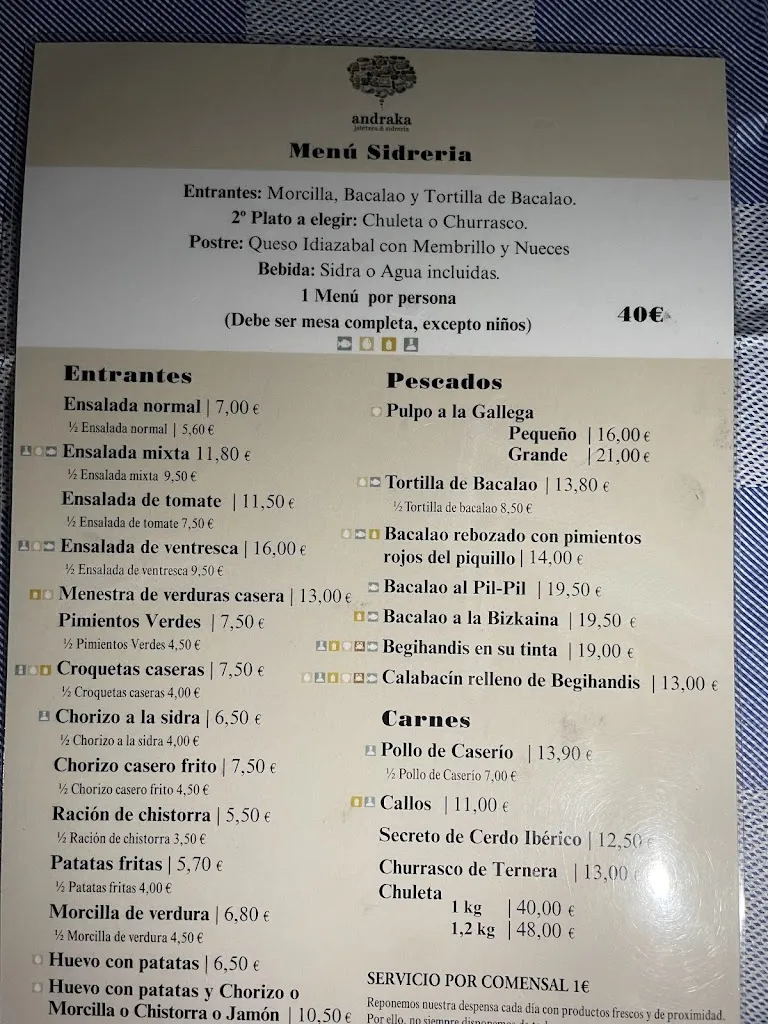 andraka
jatetxea & sidrería
Menú Sidreria
Entrantes: Morcilla, Bacalao y Tortilla de Bacalao.
2º Plato a elegir: Chuleta o Churrasco.
Postre: Queso Idiazabal con Membrillo y Nueces
Bebida: Sidra o Agua incluidas.
1 Menú por persona
(Debe ser mesa completa, excepto niños)
40€
Entrantes
Ensalada normal | 7,00 €
½ Ensalada normal | 5,60 €
Ensalada mixta 11,80 €
½ Ensalada mixta 9,50 €
Ensalada de tomate | 11,50 €
½ Ensalada de tomate 7,50 €
Ensalada de ventresca | 16,00 €
½ Ensalada de ventresca 9,50 €
Menestra de verduras casera | 13,00 €
Pimientos Verdes | 7,50 €
½ Pimientos Verdes 4,50 €
Croquetas caseras | 7,50 €
½ Croquetas caseras 4,00 €
Chorizo a la sidra | 6,50 €
½ Chorizo a la sidra 4,00 €
Chorizo casero frito | 7,50 €
½ Chorizo casero frito 4,50 €
Ración de chistorra | 5,50 €
½ Ración de chistorra 3,50 €
Patatas fritas | 5,70 €
½ Patatas fritas 4,00 €
Morcilla de verdura | 6,80 €
½ Morcilla de verdura 4,50 €
Huevo con patatas | 6,50 €
Huevo con patatas y Chorizo o
Morcilla o Chistorra o Jamón | 10,50 €
Pescados
Pulpo a la Gallega
Pequeño | 16,00 €
Grande | 21,00 €
Tortilla de Bacalao | 13,80 €
½ Tortilla de bacalao 8,50 €
Bacalao rebozado con pimientos
rojos del piquillo | 14,00 €
Bacalao al Pil-Pil | 19,50 €
Bacalao a la Bizkaina | 19,50 €
Begihandis en su tinta | 19,00 €
Calabacín relleno de Begihandis | 13,00 €
Carnes
Pollo de Caserío | 13,90 €
½ Pollo de Caserío 7,00 €
Callos | 11,00 €
Secreto de Cerdo Ibérico | 12,50 €
Churrasco de Ternera | 13,00 €
Chuleta
1 kg | 40,00 €
1,2 kg | 48,00 €
SERVICIO POR COMENSAL 1€
Reponemos nuestra despensa cada día con productos frescos y de proximidad.
Por ello, no siempre disponemos de